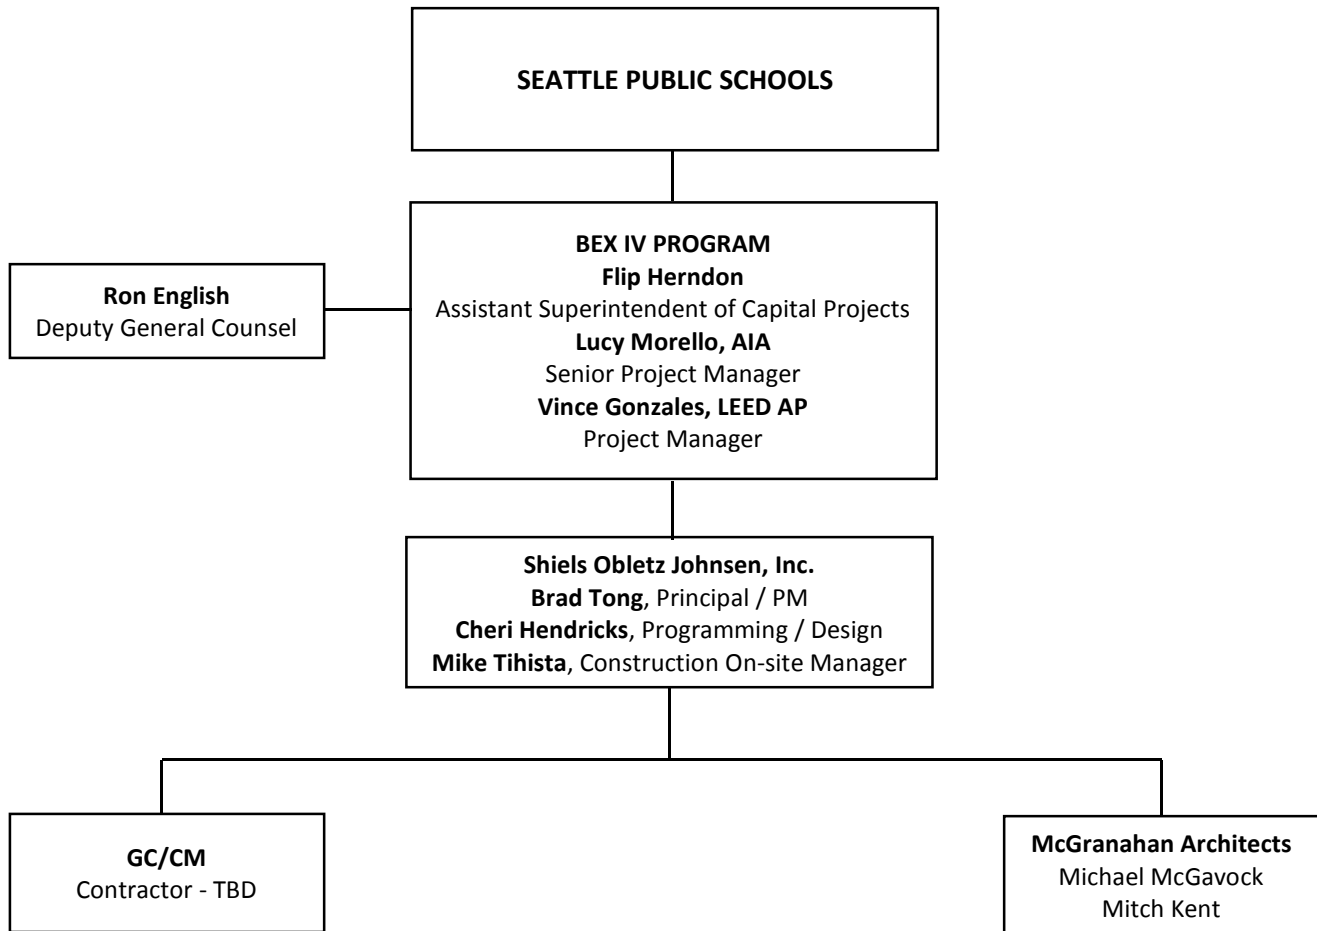 SEATTLE PUBLIC SCHOOLS
BEX IV PROGRAM
Flip Herndon
Assistant Superintendent of Capital Projects
Lucy Morello, AIA
Senior Project Manager
Vince Gonzales, LEED AP
Project Manager
Ron English
Deputy General Counsel
Shiels Obletz Johnsen, Inc.
Brad Tong, Principal / PM
Cheri Hendricks, Programming / Design
Mike Tihista, Construction On-site Manager
GC/CM
Contractor - TBD
McGranahan Architects
Michael McGavock
Mitch Kent